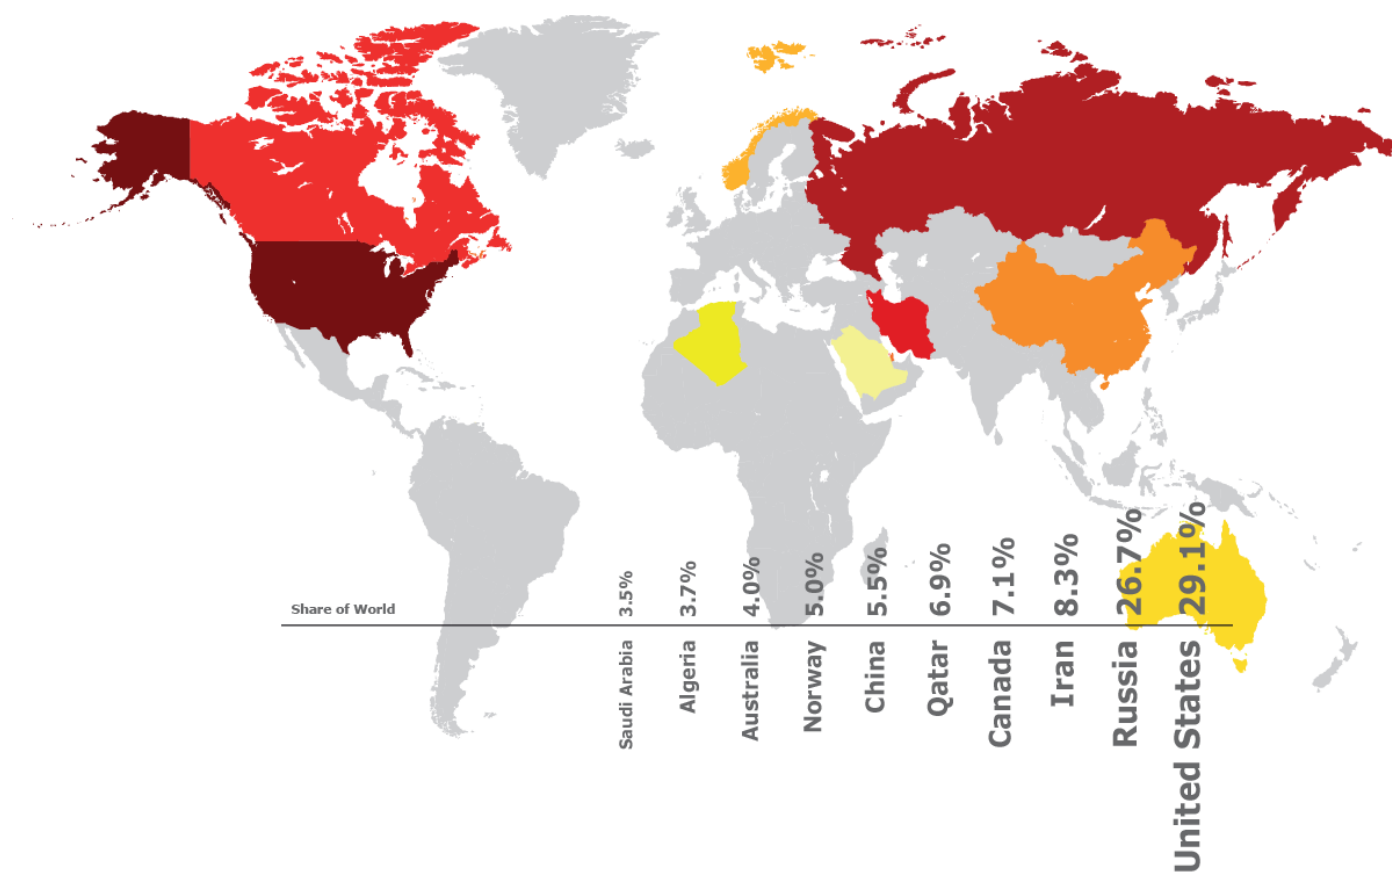 Share of World
3.5%
3.7%
4.0%
5.0%
5.5%
6.9%
7.1%
8.3%
26.7%
29.1%
Saudi Arabia
Algeria
Australia
Norway
China
Qatar
Canada
Iran
Russia
United States